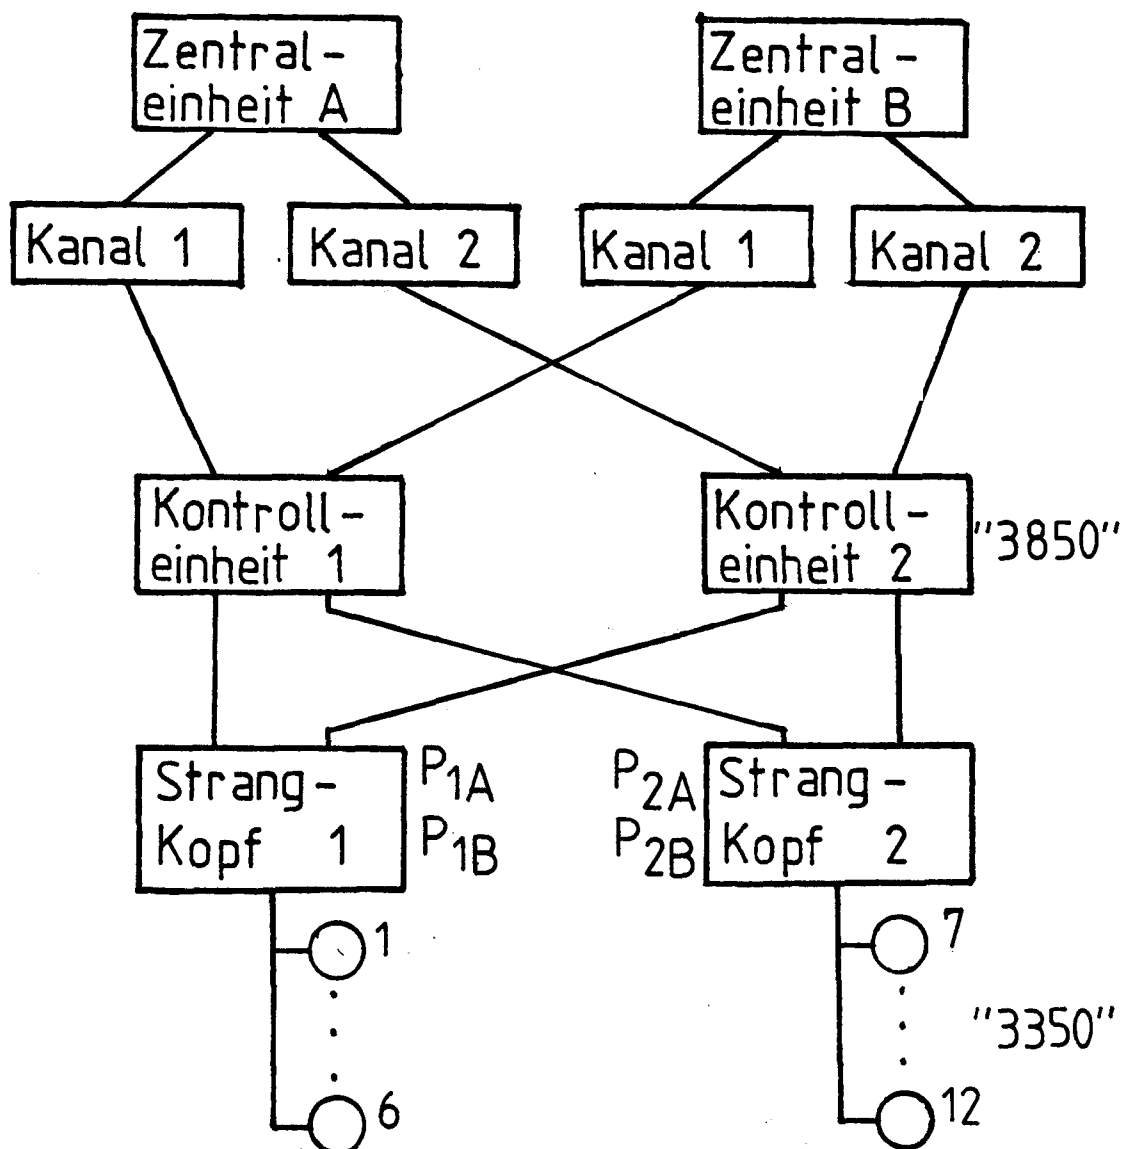 Zentral-
einheit A
Zentral-
einheit B
Kanal 1
Kanal 2
Kanal 1
Kanal 2
Kontroll-
einheit 1
Kontroll-
einheit 2
"3850"
Strang-
Kopf 1
P1A
P1B
P2A
P2B
Strang-
Kopf 2
1
6
7
12
"3350"